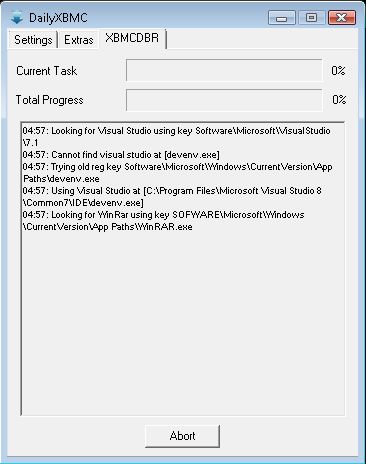 DailyXBMC
Settings Extras XBMCDBR
Current Task 0%
Total Progress 0%
04:57: Looking for Visual Studio using key Software\Microsoft\VisualStudio
\7.1
04:57: Cannot find visual studio at [devenv.exe]
04:57: Trying old reg key Software\Microsoft\Windows\CurrentVersion\App
Paths\devenv.exe
04:57: Using Visual Studio at [C:\Program Files\Microsoft Visual Studio 8
\Common7\IDE\devenv.exe]
04:57: Looking for WinRar using key SOFWARE\Microsoft\Windows
\CurrentVersion\App Paths\WinRAR.exe
Abort